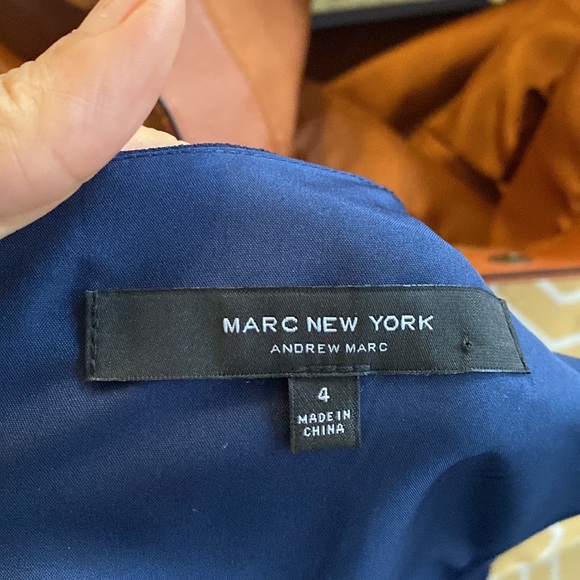 MARC NEW YORK
ANDREW MARC
4
MADE IN
CHINA